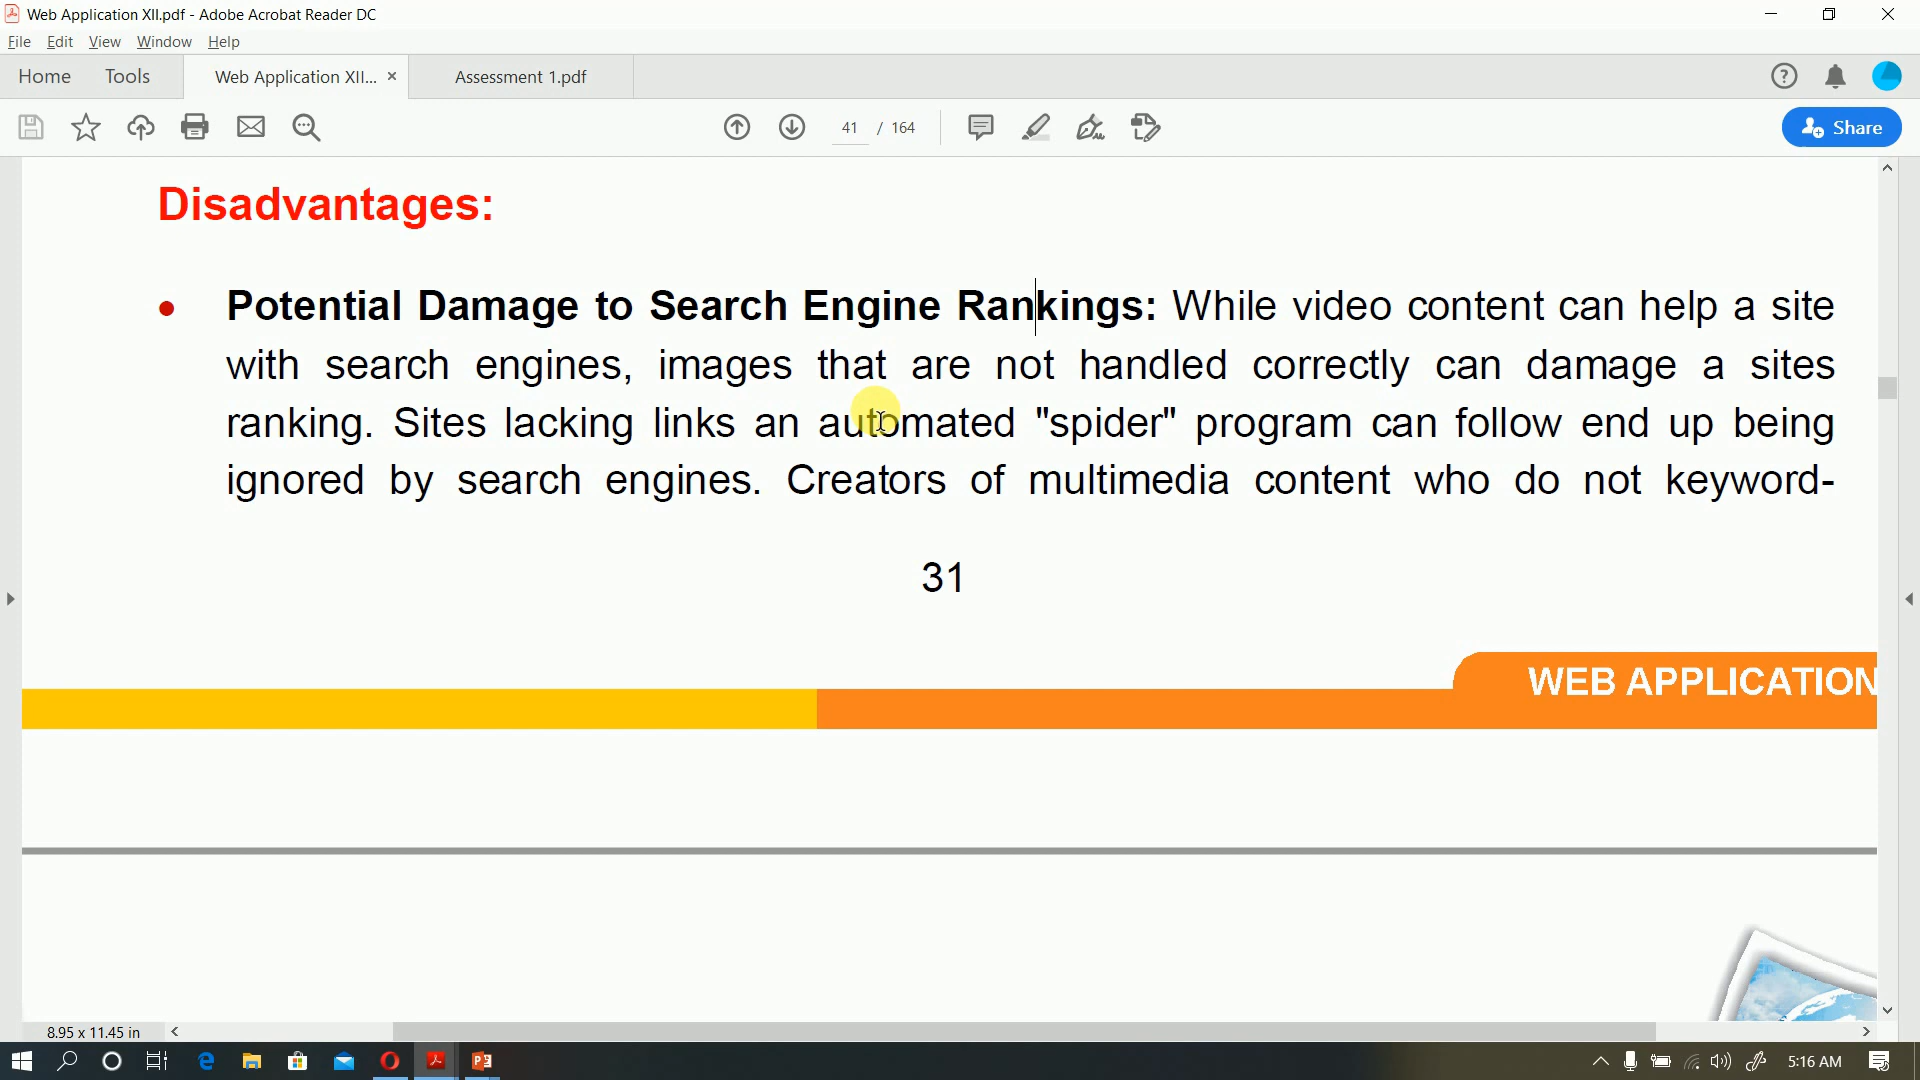 Web Application XII.pdf - Adobe Acrobat Reader DC
File Edit View Window Help
Home Tools Web Application XII... × Assessment 1.pdf
41 / 164 Share
Disadvantages:
• Potential Damage to Search Engine Rankings: While video content can help a site
with search engines, images that are not handled correctly can damage a sites
ranking. Sites lacking links an automated "spider" program can follow end up being
ignored by search engines. Creators of multimedia content who do not keyword-
31
WEB APPLICATION
8.95 x 11.45 in
5:16 AM